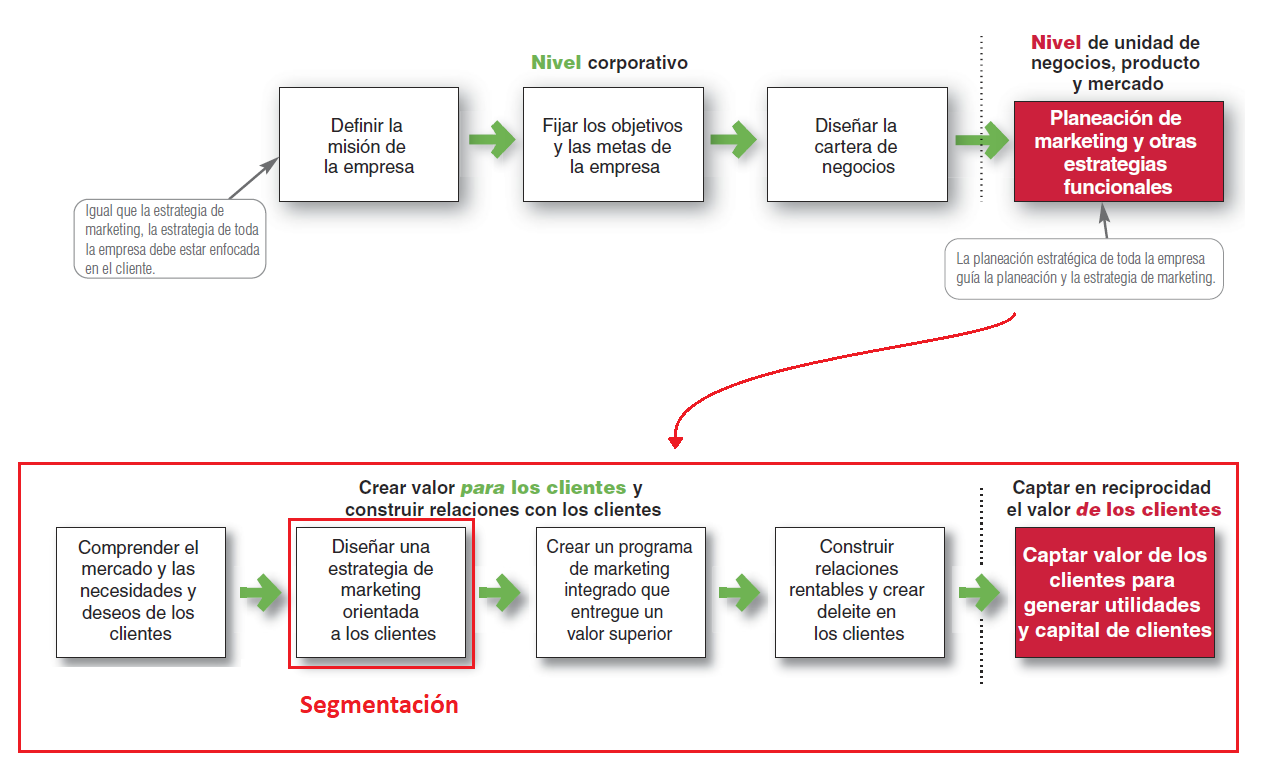 Nivel corporativo
Nivel de unidad de
negocios, producto
y mercado
Definir la
misión de
la empresa
Fijar los objetivos
y las metas de
la empresa
Diseñar la
cartera de
negocios
Planeación de
marketing y otras
estrategias
funcionales
Igual que la estrategia de
marketing, la estrategia de toda
la empresa debe estar enfocada
en el cliente.
La planeación estratégica de toda la empresa
guía la planeación y la estrategia de marketing.
Crear valor para los clientes y
construir relaciones con los clientes
Captar en reciprocidad
el valor de los clientes
Comprender el
mercado y las
necesidades y
deseos de los
clientes
Diseñar una
estrategia de
marketing
orientada
a los clientes
Crear un programa
de marketing
integrado que
entregue un
valor superior
Construir
relaciones
rentables y crear
deleite en
los clientes
Captar valor de los
clientes para
generar utilidades
y capital de clientes
Segmentación